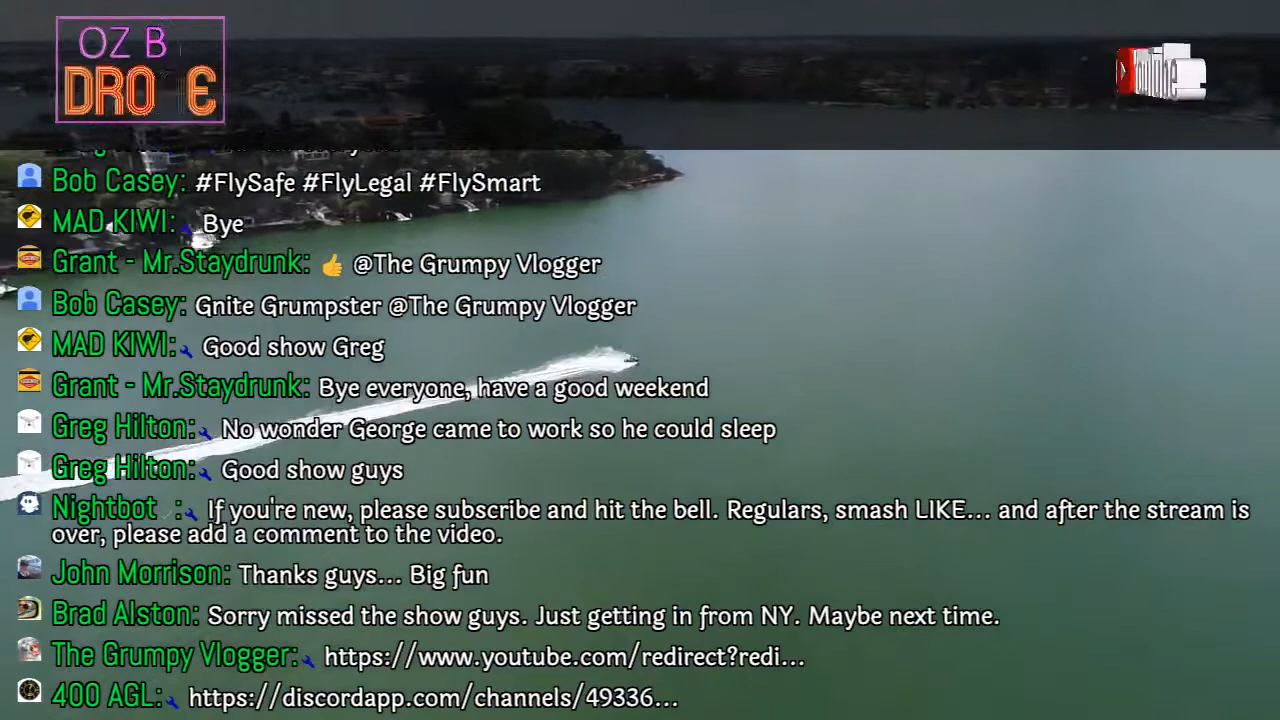 OZ B
DRO E
YouTube
Bob Casey: #FlySafe #FlyLegal #FlySmart
MAD KIWI: Bye
Grant - Mr.Staydrunk: 👍 @The Grumpy Vlogger
Bob Casey: Gnite Grumpster @The Grumpy Vlogger
MAD KIWI: Good show Greg
Grant - Mr.Staydrunk: Bye everyone, have a good weekend
Greg Hilton: No wonder George came to work so he could sleep
Greg Hilton: Good show guys
Nightbot : If you're new, please subscribe and hit the bell. Regulars, smash LIKE... and after the stream is
over, please add a comment to the video.
John Morrison: Thanks guys... Big fun
Brad Alston: Sorry missed the show guys. Just getting in from NY. Maybe next time.
The Grumpy Vlogger: https://www.youtube.com/redirect?redi...
400 AGL: https://discordapp.com/channels/49336...